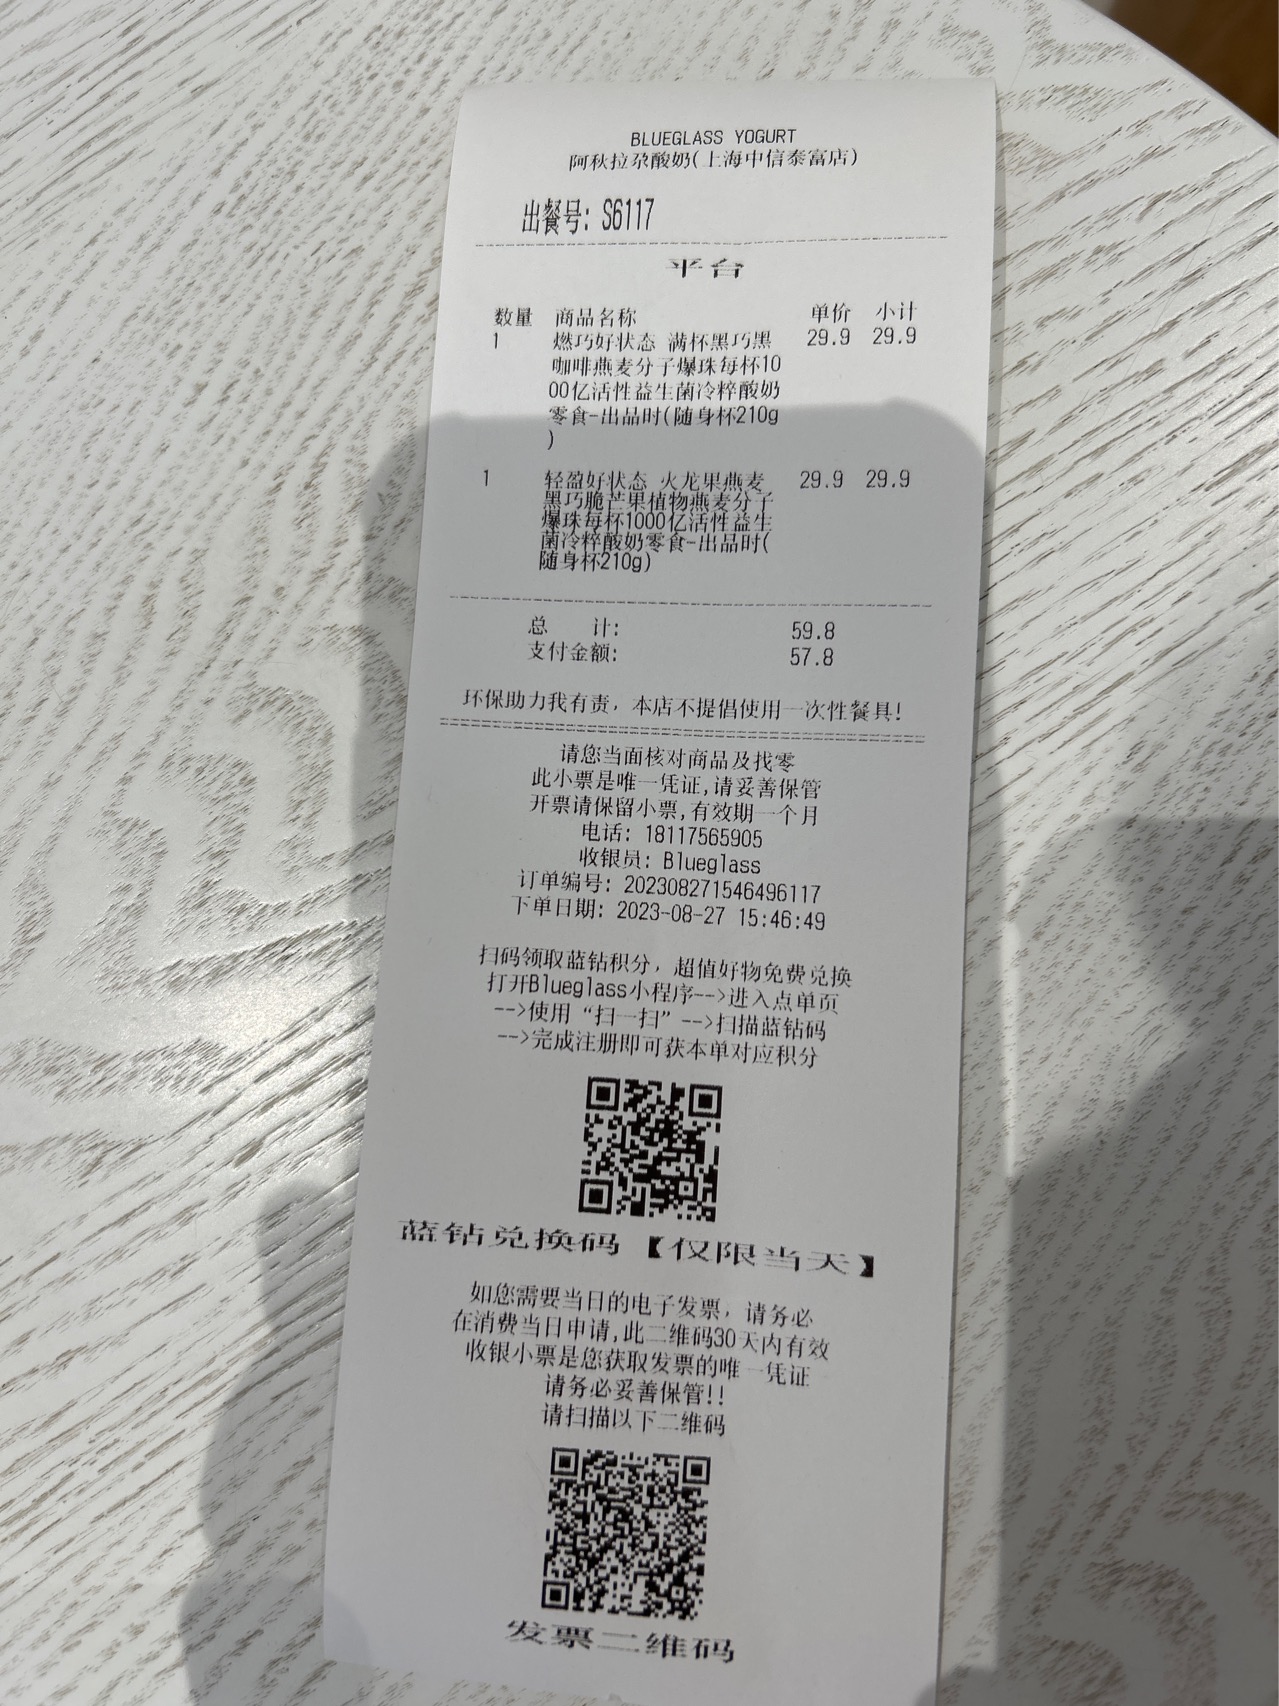 BLUEGLASS YOGURT
阿秋拉尕酸奶(上海中信泰富店)
出餐号: S6117
平台
数量 商品名称 单价 小计
1 燃巧好状态 满杯黑巧黑 29.9 29.9
咖啡燕麦分子爆珠每杯10
00亿活性益生菌冷粹酸奶
零食-出品时(随身杯210g
)
1 轻盈好状态 火龙果燕麦 29.9 29.9
黑巧脆芒果植物燕麦分子
爆珠每杯1000亿活性益生
菌冷粹酸奶零食-出品时(
随身杯210g)
总 计: 59.8
支付金额: 57.8
环保助力我有责，本店不提倡使用一次性餐具!
请您当面核对商品及找零
此小票是唯一凭证,请妥善保管
开票请保留小票,有效期一个月
电话: 18117565905
收银员: Blueglass
订单编号: 202308271546496117
下单日期: 2023-08-27 15:46:49
扫码领取蓝钻积分，超值好物免费兑换
打开Blueglass小程序-->进入点单页
-->使用“扫一扫”-->扫描蓝钻码
-->完成注册即可获本单对应积分
蓝钻兑换码【仅限当天】
如您需要当日的电子发票，请务必
在消费当日申请,此二维码30天内有效
收银小票是您获取发票的唯一凭证
请务必妥善保管!!
请扫描以下二维码
发票二维码